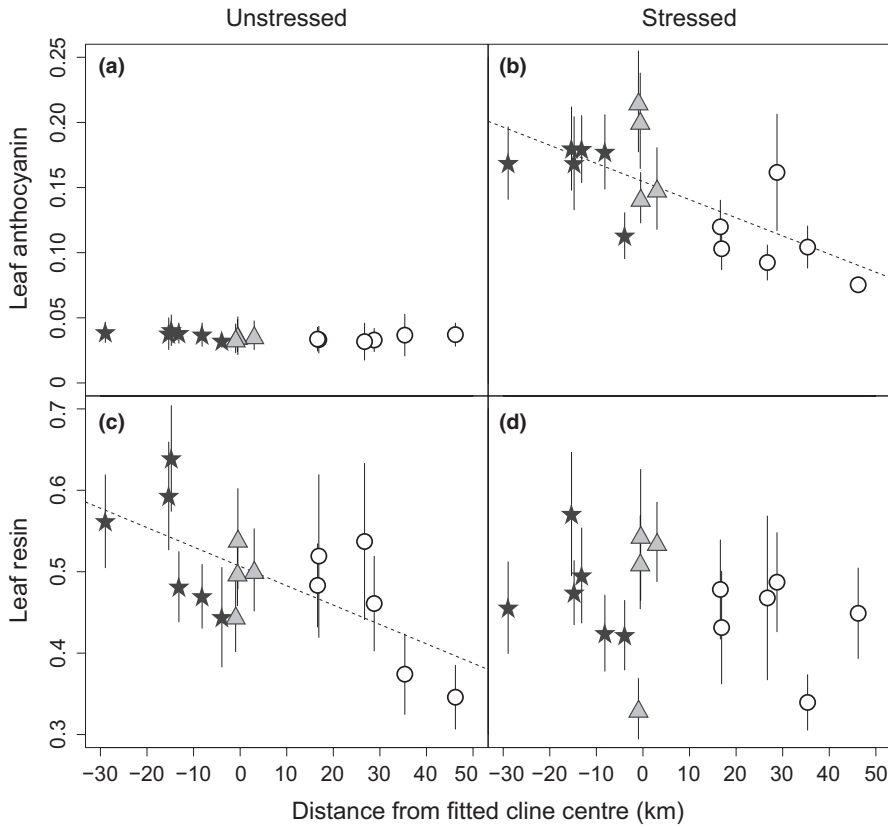 Unstressed
Stressed
(a)
(b)
Leaf anthocyanin
0.25
0.20
0.15
0.10
0.05
0
(c)
(d)
Leaf resin
0.7
0.6
0.5
0.4
0.3
−30 −20 −10 0 10 20 30 40 50
−30 −20 −10 0 10 20 30 40 50
Distance from fitted cline centre (km)